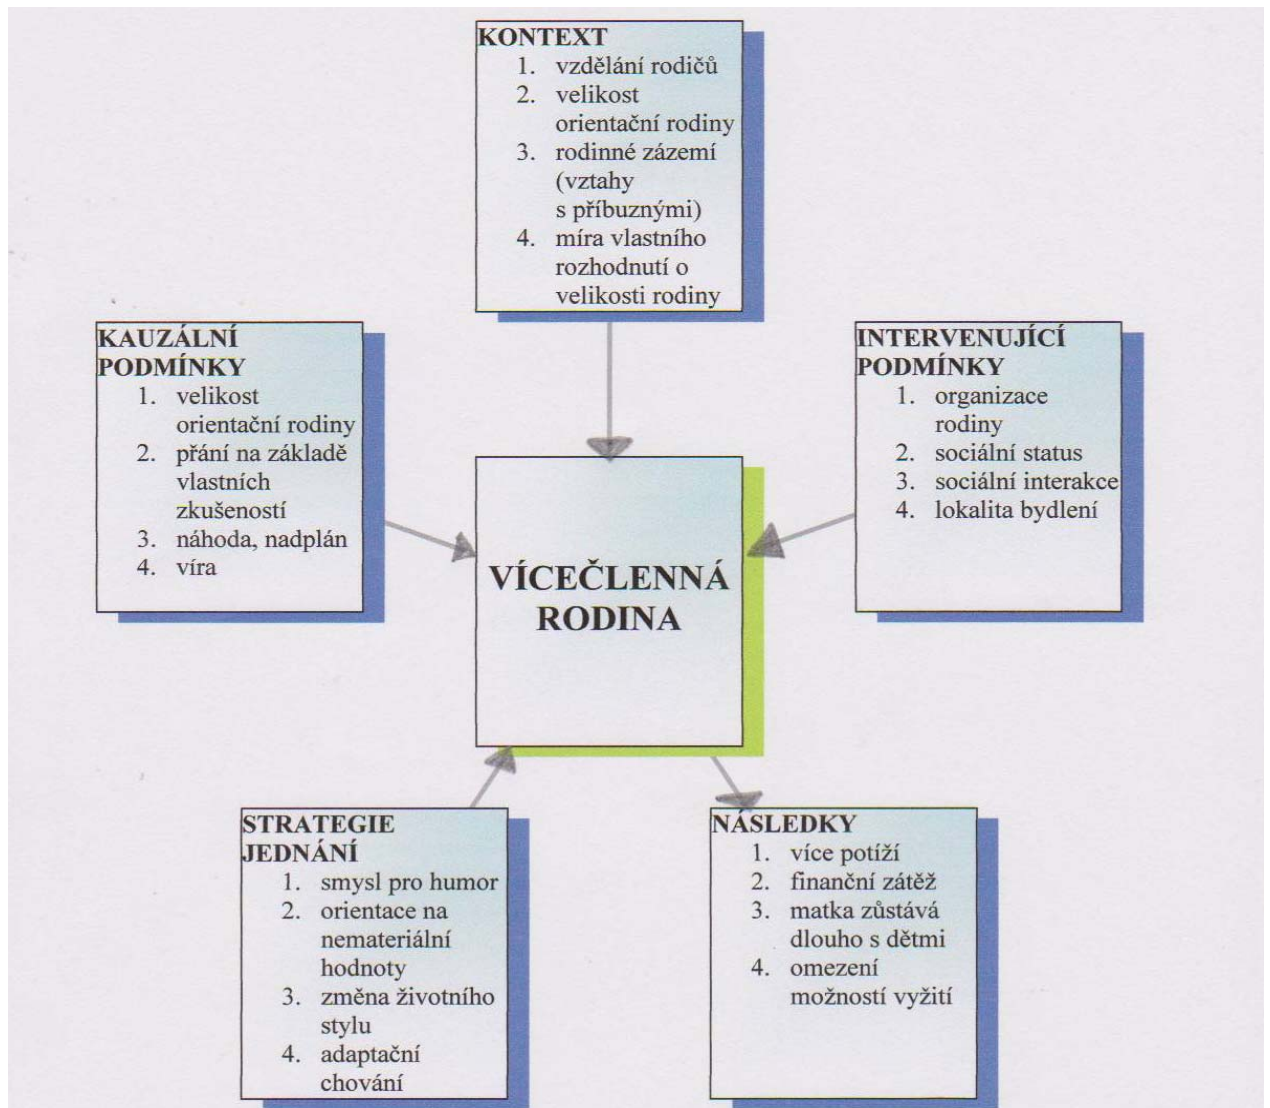 KONTEXT
1. vzdělání rodičů
2. velikost
orientační rodiny
3. rodinné zázemí
(vztahy
s příbuznými)
4. míra vlastního
rozhodnutí o
velikosti rodiny
KAUZÁLNÍ
PODMÍNKY
1. velikost
orientační rodiny
2. přání na základě
vlastních
zkušeností
3. náhoda, nadplán
4. víra
INTERVENUJÍCÍ
PODMÍNKY
1. organizace
rodiny
2. sociální status
3. sociální interakce
4. lokalita bydlení
VÍCEČLENNÁ
RODINA
STRATEGIE
JEDNÁNÍ
1. smysl pro humor
2. orientace na
nemateriální
hodnoty
3. změna životního
stylu
4. adaptační
chování
NÁSLEDKY
1. více potíží
2. finanční zátěž
3. matka zůstává
dlouho s dětmi
4. omezení
možností vyžití